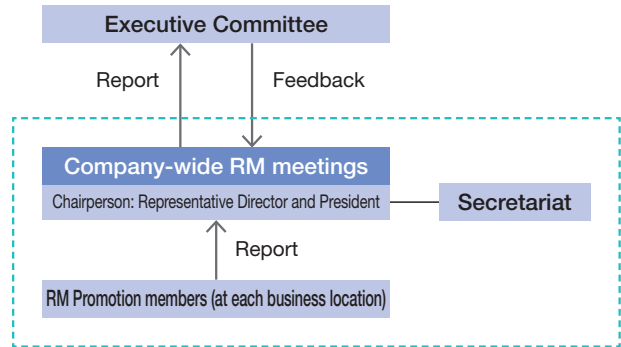 Executive Committee
Report
Feedback
Company-wide RM meetings
Chairperson: Representative Director and President
Secretariat
Report
RM Promotion members (at each business location)